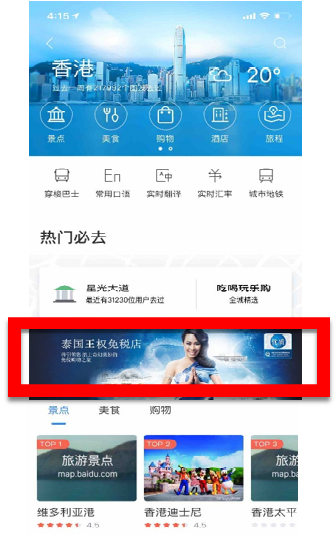 4:15
香港
20°
景点
美食
购物
酒店
旅程
En
穿梭巴士
常用口语
实时翻译
实时汇率
城市地铁
热门必去
星光大道
最近有31230位用户去过
吃喝玩乐购
全城精选
泰国王权免税店
景点
美食
购物
TOP 1
旅游景点
map.baidu.com
维多利亚港
4.5
TOP 2
香港迪士尼
4.5
TOP 3
旅游
map.ba
香港太平